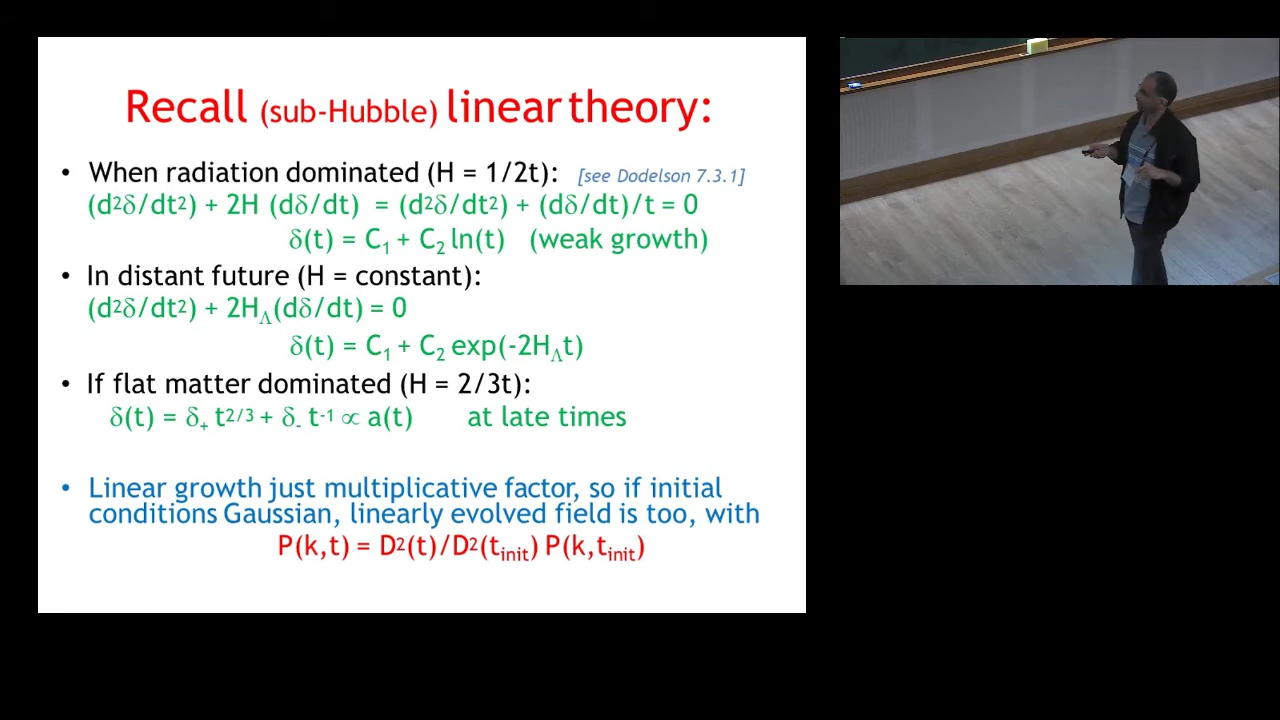 Recall (sub-Hubble) linear theory:
• When radiation dominated (H = 1/2t): [see Dodelson 7.3.1]
(d²δ/dt²) + 2H (dδ/dt) = (d²δ/dt²) + (dδ/dt)/t = 0
δ(t) = C₁ + C₂ ln(t) (weak growth)
• In distant future (H = constant):
(d²δ/dt²) + 2H_Λ(dδ/dt) = 0
δ(t) = C₁ + C₂ exp(-2H_Λt)
• If flat matter dominated (H = 2/3t):
δ(t) = δ₊ t^2/3 + δ₋ t^-1 ∝ a(t) at late times
• Linear growth just multiplicative factor, so if initial
conditions Gaussian, linearly evolved field is too, with
P(k,t) = D²(t)/D²(t_init) P(k,t_init)